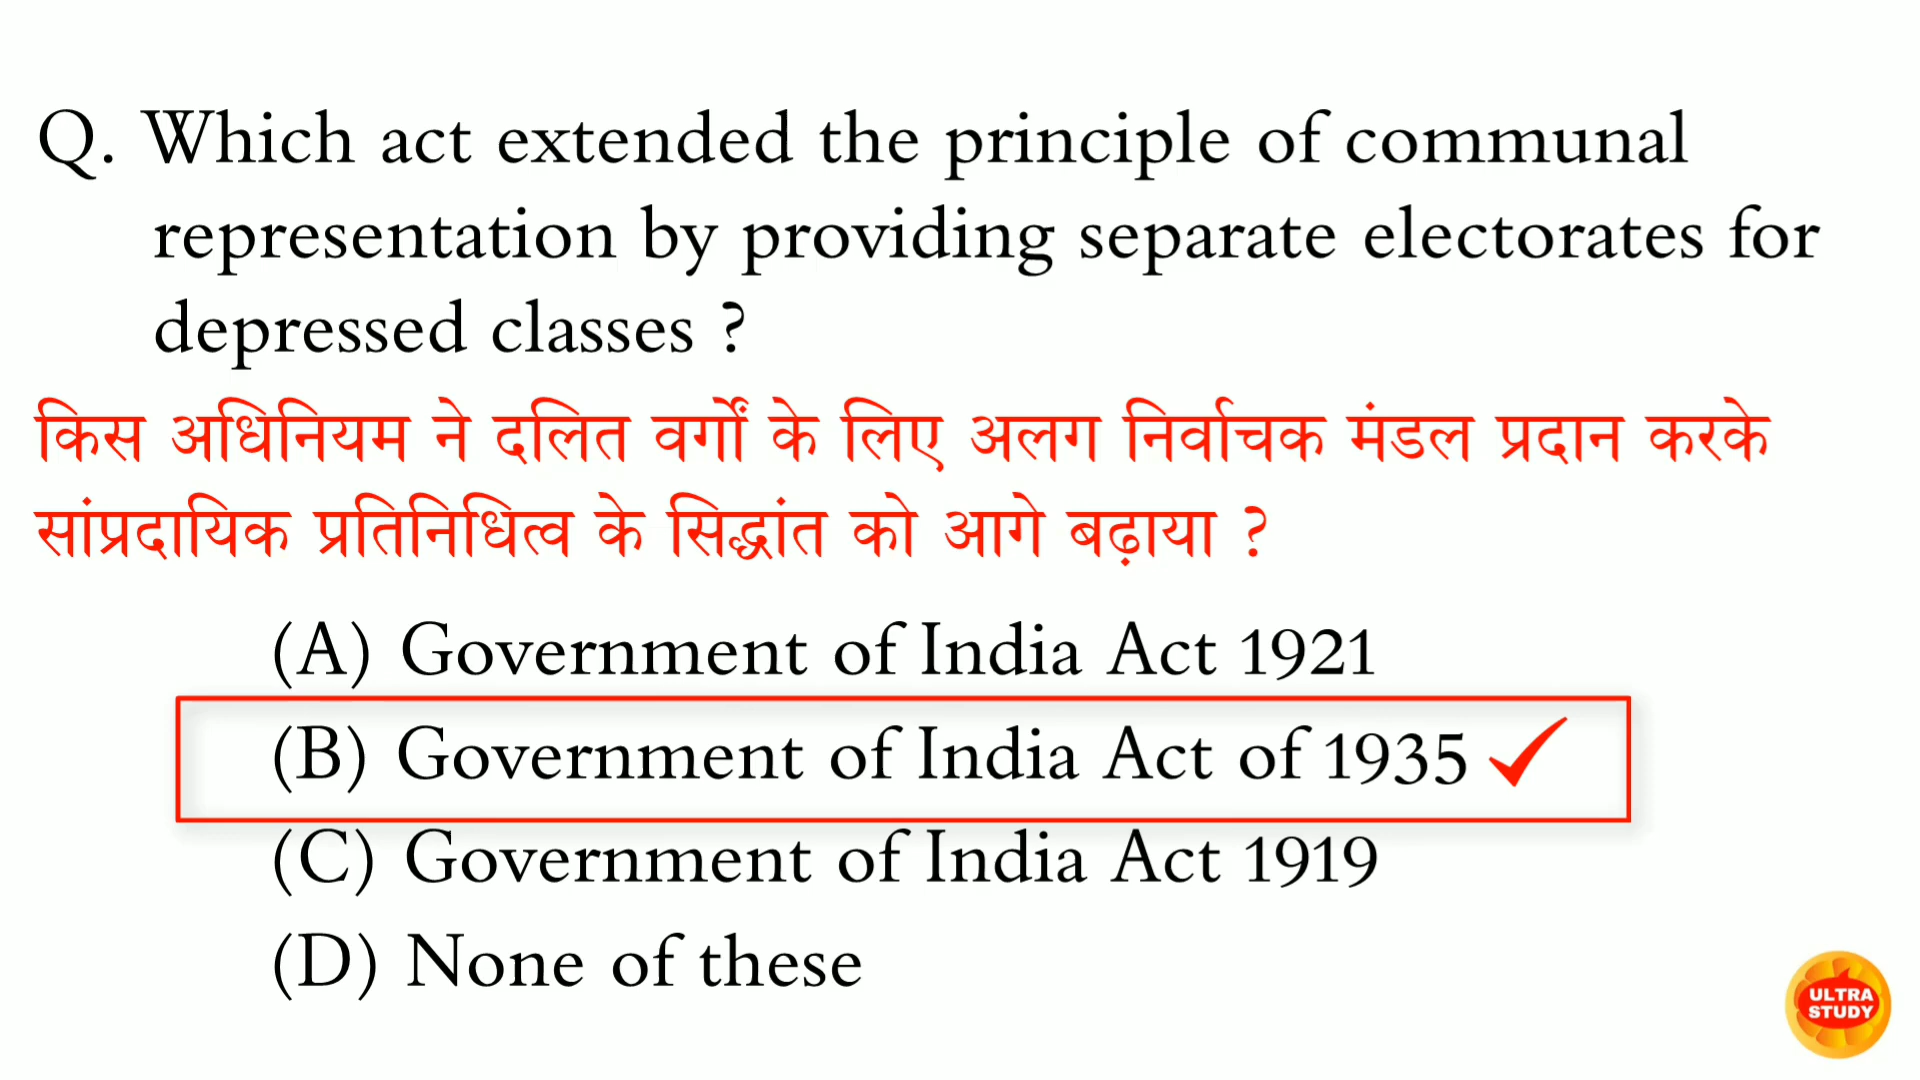 Q. Which act extended the principle of communal
representation by providing separate electorates for
depressed classes ?
किस अधिनियम ने दलित वर्गों के लिए अलग निर्वाचक मंडल प्रदान करके
सांप्रदायिक प्रतिनिधित्व के सिद्धांत को आगे बढ़ाया ?
(A) Government of India Act 1921
(B) Government of India Act of 1935
(C) Government of India Act 1919
(D) None of these
ULTRA
STUDY